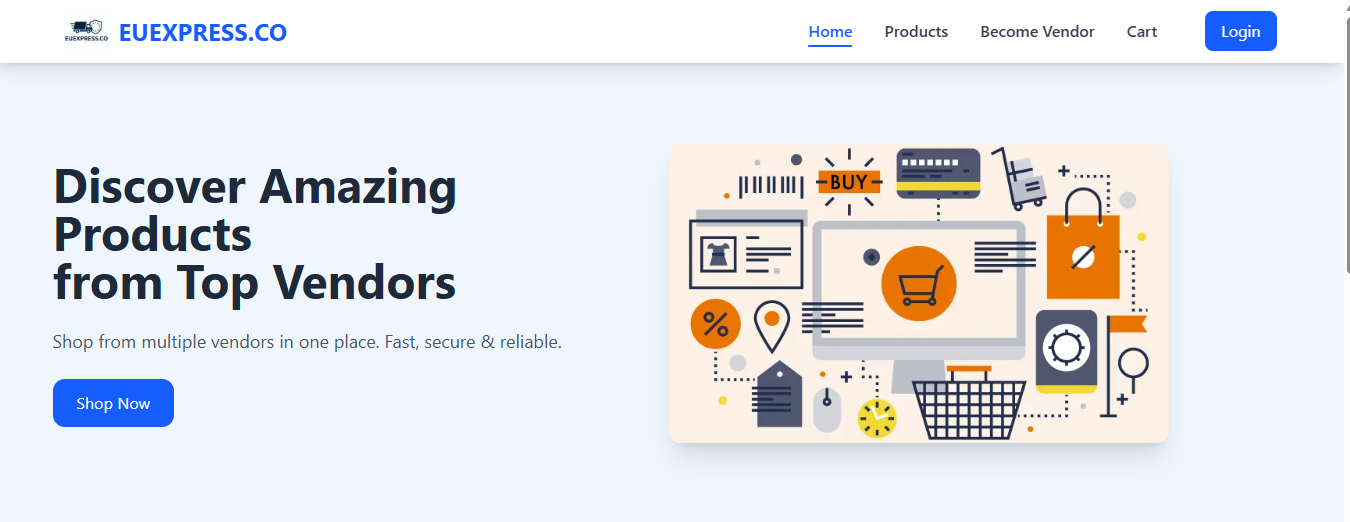 EUEXPRESS.CO
EUEXPRESS.CO
Home
Products
Become Vendor
Cart
Login
Discover Amazing
Products
from Top Vendors
Shop from multiple vendors in one place. Fast, secure & reliable.
Shop Now
BUY
%